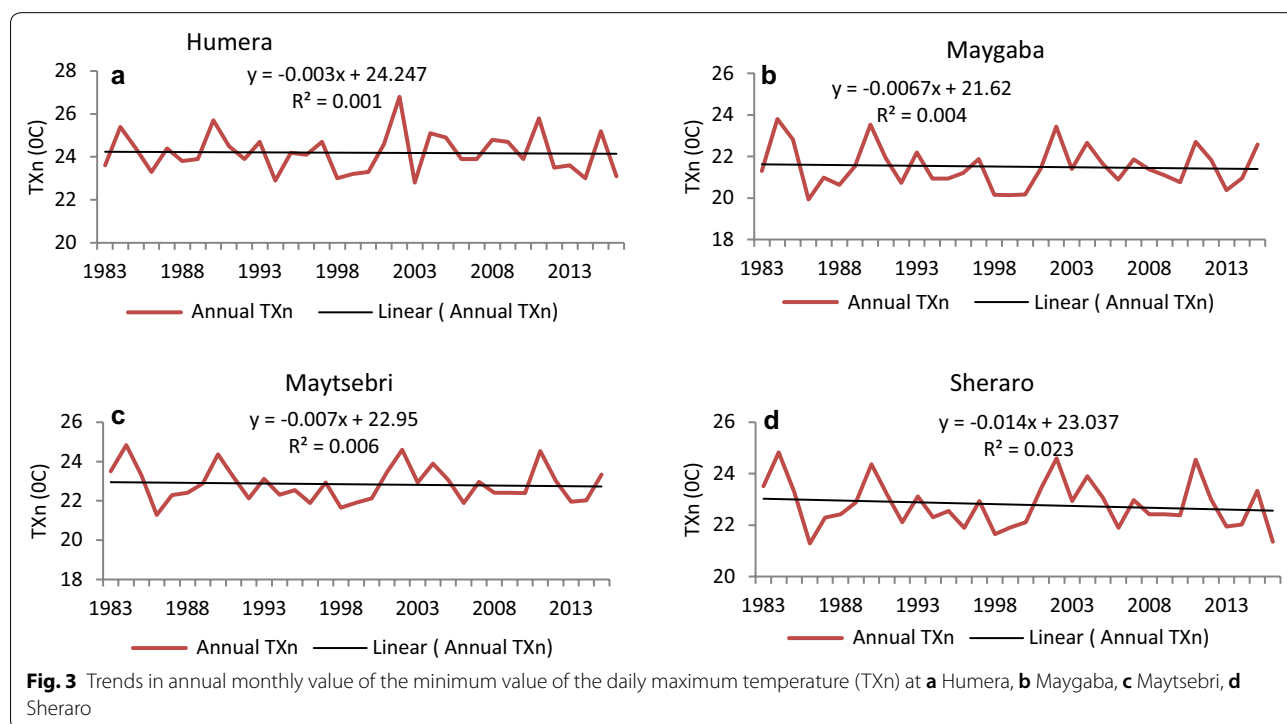 Humera
a
y = -0.003x + 24.247
R² = 0.001
TXn (0C)
28
26
24
22
20
1983 1988 1993 1998 2003 2008 2013
Annual TXn Linear ( Annual TXn)
Maygaba
b
y = -0.0067x + 21.62
R² = 0.004
TXn (0C)
26
24
22
20
18
1983 1988 1993 1998 2003 2008 2013
Annual TXn Linear ( Annual TXn)
Maytsebri
c
y = -0.007x + 22.95
R² = 0.006
TXn (0C)
26
24
22
20
18
1983 1988 1993 1998 2003 2008 2013
Annual TXn Linear ( Annual TXn)
Sheraro
d
y = -0.014x + 23.037
R² = 0.023
TXn (0C)
26
24
22
20
1983 1988 1993 1998 2003 2008 2013
Annual TXn Linear ( Annual TXn)
Fig. 3 Trends in annual monthly value of the minimum value of the daily maximum temperature (TXn) at a Humera, b Maygaba, c Maytsebri, d
Sheraro